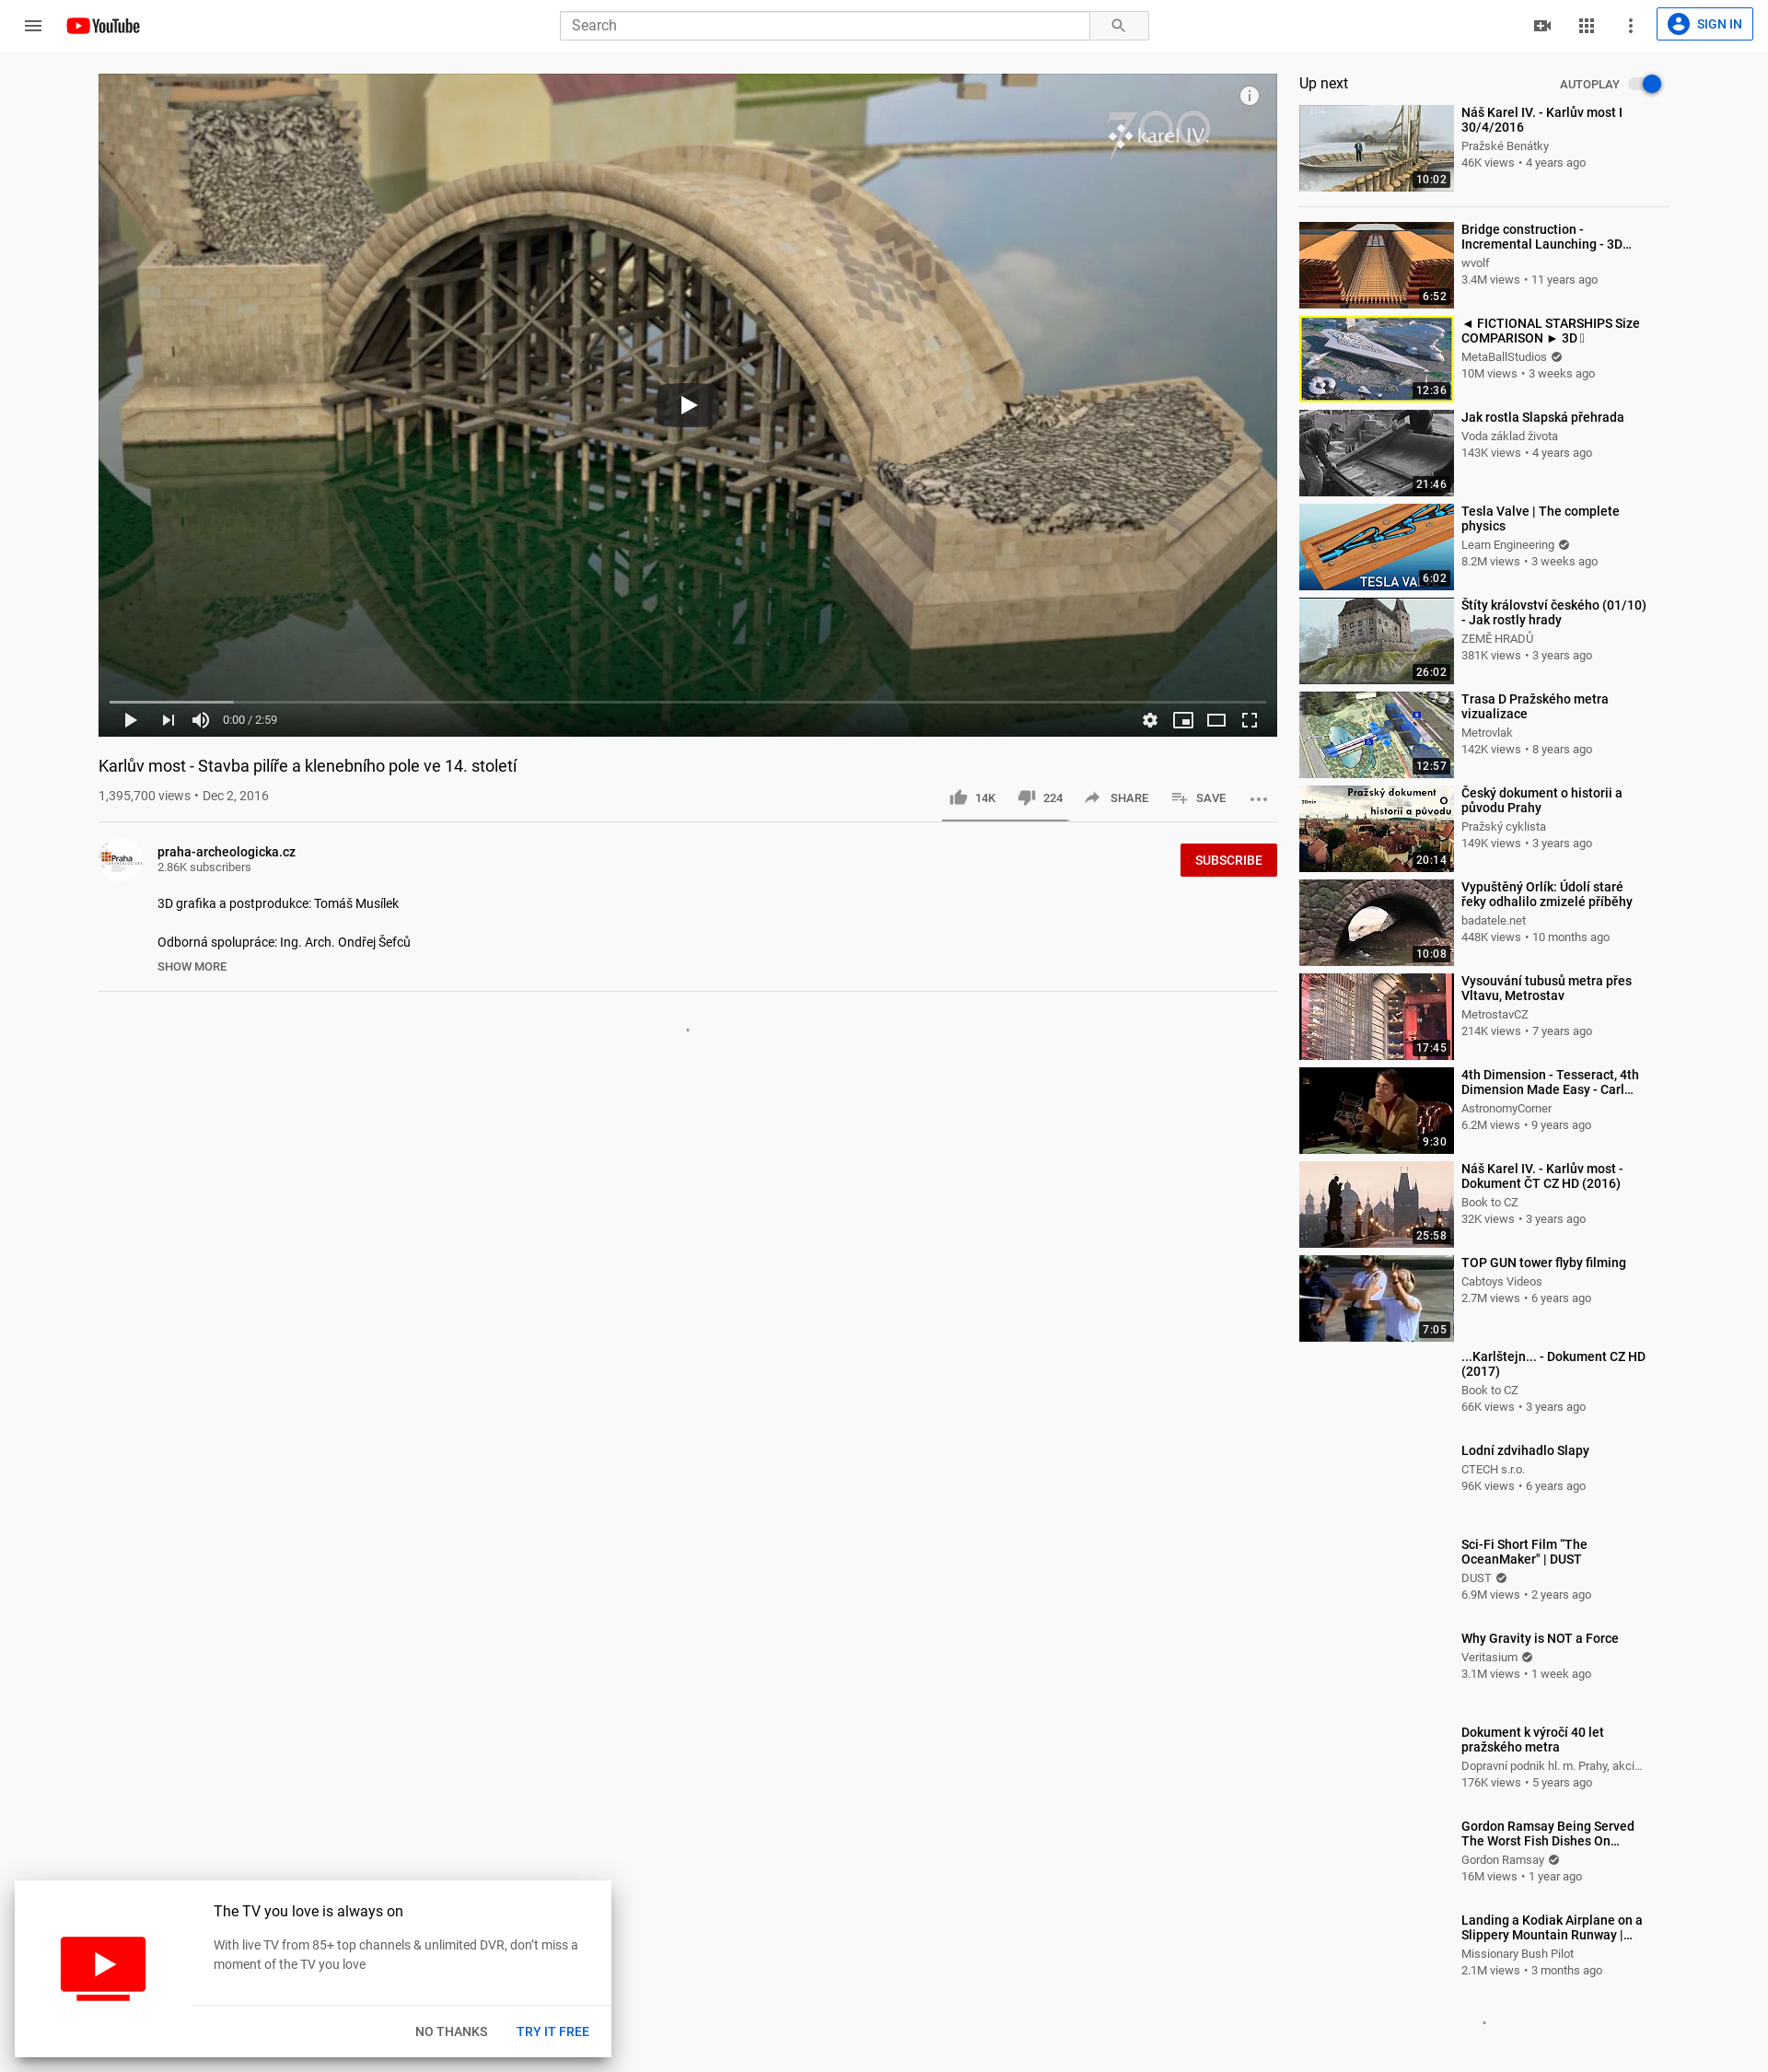 YouTube
Search
SIGN IN
700
karel IV.
0:00 / 2:59
Karlův most - Stavba pilíře a klenebního pole ve 14. století
1,395,700 views • Dec 2, 2016
14K
224
SHARE
SAVE
Praha
praha-archeologicka.cz
2.86K subscribers
SUBSCRIBE
3D grafika a postprodukce: Tomáš Musílek
Odborná spolupráce: Ing. Arch. Ondřej Šefců
SHOW MORE
Up next
AUTOPLAY
10:02
Náš Karel IV. - Karlův most I
30/4/2016
Pražské Benátky
46K views • 4 years ago
6:52
Bridge construction -
Incremental Launching - 3D...
wvolf
3.4M views • 11 years ago
12:36
◄ FICTIONAL STARSHIPS Size
COMPARISON ► 3D
MetaBallStudios
10M views • 3 weeks ago
21:46
Jak rostla Slapská přehrada
Voda základ života
143K views • 4 years ago
TESLA VA
6:02
Tesla Valve | The complete
physics
Learn Engineering
8.2M views • 3 weeks ago
26:02
Štíty království českého (01/10)
- Jak rostly hrady
ZEMĚ HRADŮ
381K views • 3 years ago
12:57
Trasa D Pražského metra
vizualizace
Metrovlak
142K views • 8 years ago
Pražský dokument
20min
O
historii a původu
20:14
Český dokument o historii a
původu Prahy
Pražský cyklista
149K views • 3 years ago
10:08
Vypuštěný Orlík: Údolí staré
řeky odhalilo zmizelé příběhy
badatele.net
448K views • 10 months ago
17:45
Vysouvání tubusů metra přes
Vltavu, Metrostav
MetrostavCZ
214K views • 7 years ago
9:30
4th Dimension - Tesseract, 4th
Dimension Made Easy - Carl...
AstronomyCorner
6.2M views • 9 years ago
25:58
Náš Karel IV. - Karlův most -
Dokument ČT CZ HD (2016)
Book to CZ
32K views • 3 years ago
7:05
TOP GUN tower flyby filming
Cabtoys Videos
2.7M views • 6 years ago
...Karlštejn... - Dokument CZ HD
(2017)
Book to CZ
66K views • 3 years ago
Lodní zdvihadlo Slapy
CTECH s.r.o.
96K views • 6 years ago
Sci-Fi Short Film “The
OceanMaker" | DUST
DUST
6.9M views • 2 years ago
Why Gravity is NOT a Force
Veritasium
3.1M views • 1 week ago
Dokument k výročí 40 let
pražského metra
Dopravní podnik hl. m. Prahy, akci...
176K views • 5 years ago
Gordon Ramsay Being Served
The Worst Fish Dishes On...
Gordon Ramsay
16M views • 1 year ago
Landing a Kodiak Airplane on a
Slippery Mountain Runway |...
Missionary Bush Pilot
2.1M views • 3 months ago
The TV you love is always on
With live TV from 85+ top channels & unlimited DVR, don’t miss a
moment of the TV you love
NO THANKS
TRY IT FREE